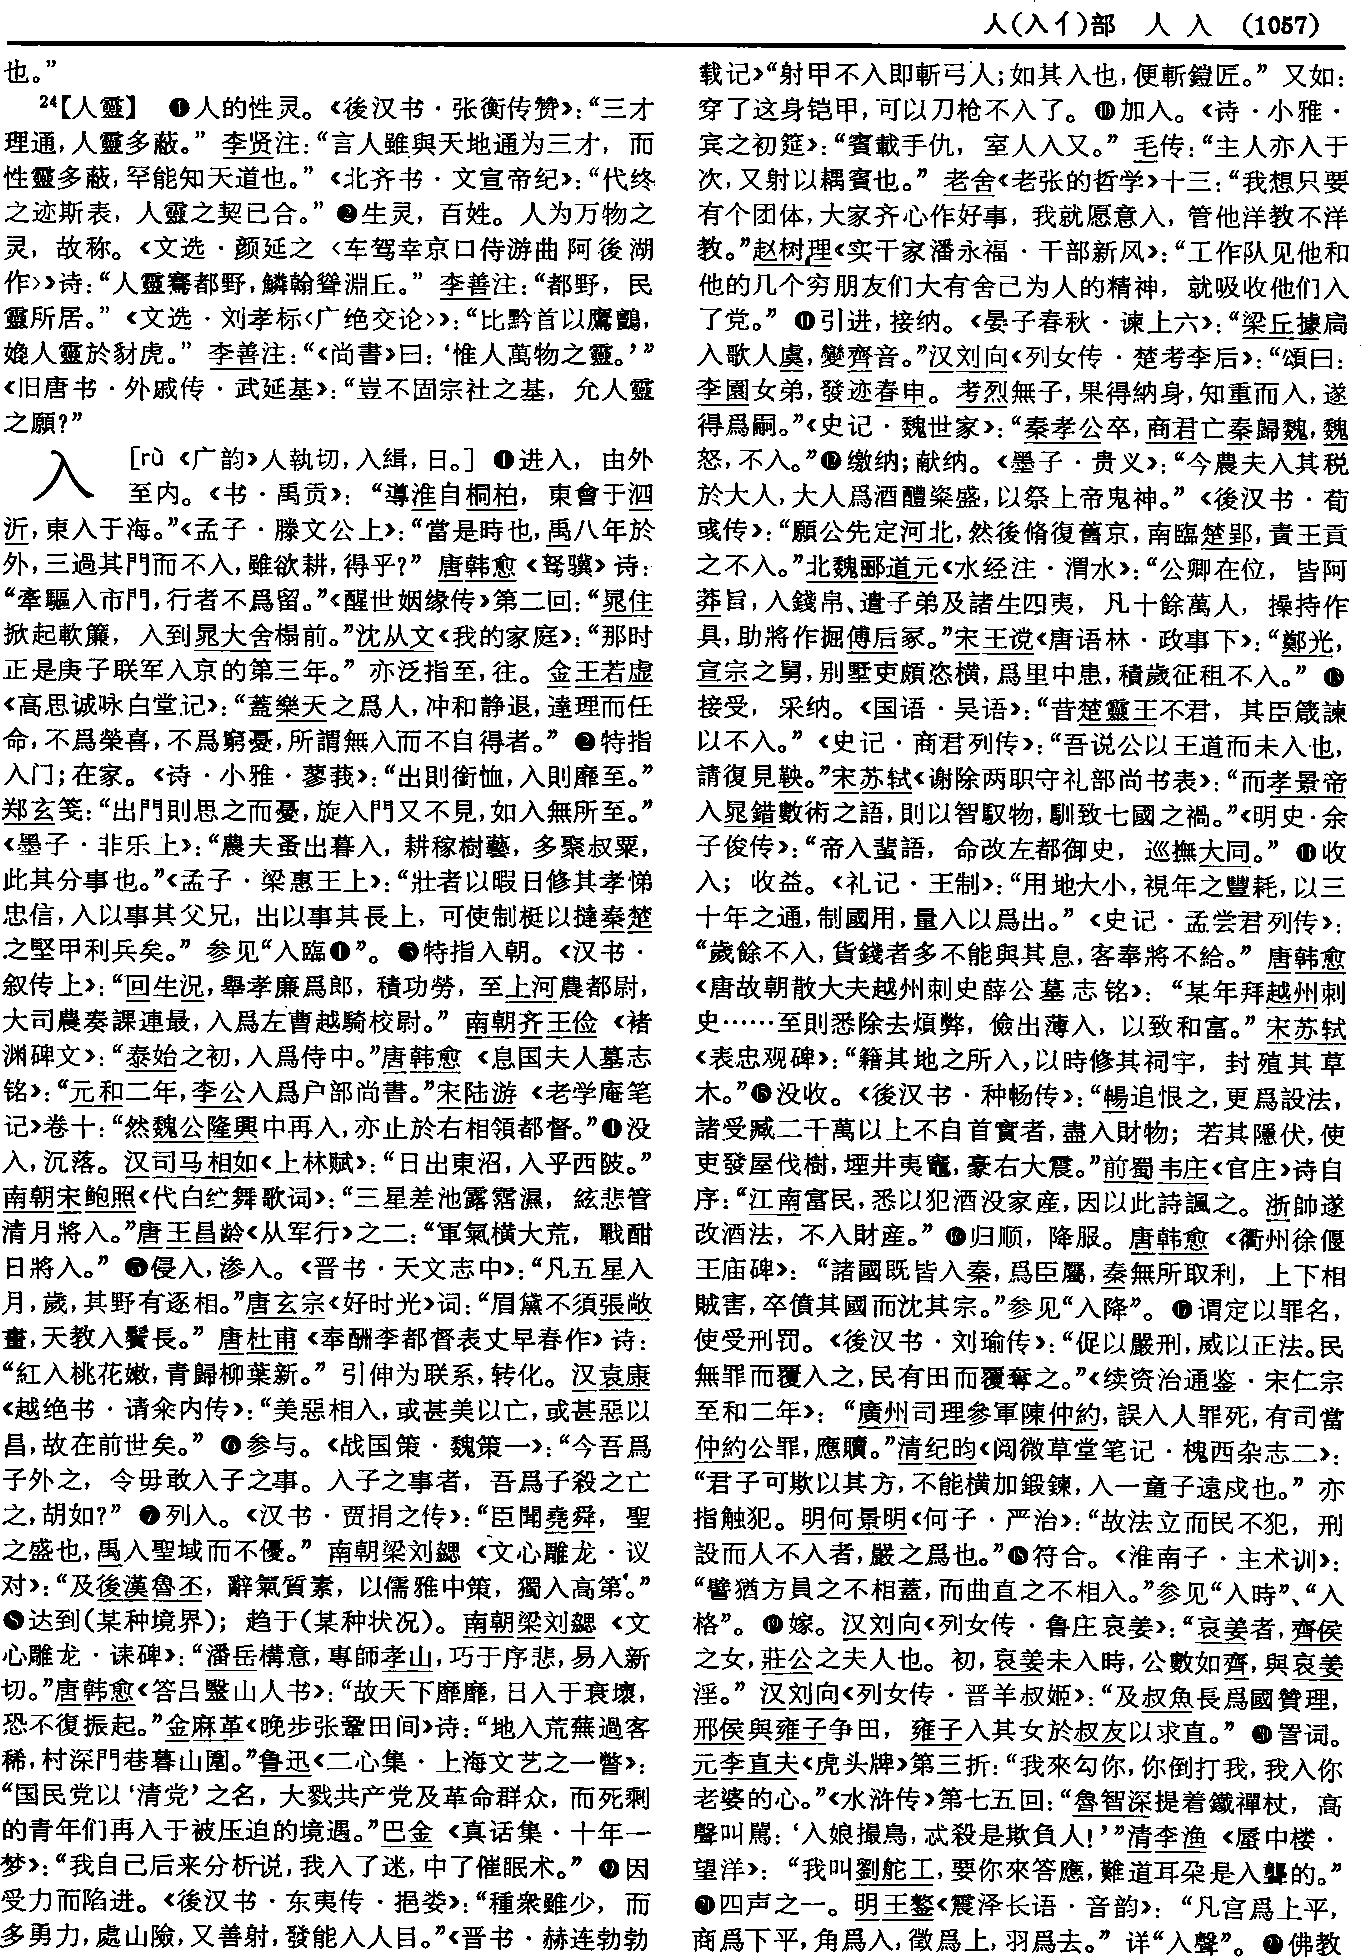 人(入亻)部　人 入　(1057)
也。”
24【人靈】　❶人的性灵。《後汉书·张衡传赞》：“三才
理通，人靈多蔽。” 李贤注：“言人雖與天地通为三才，而
性靈多蔽，罕能知天道也。”《北齐书·文宣帝纪》：“代终
之迹斯表，人靈之契已合。” ❷生灵，百姓。人为万物之
灵，故称。《文选·颜延之〈车驾幸京口侍游曲阿後湖
作〉》诗：“人靈騫都野，鱗翰聳淵丘。” 李善注：“都野，民
靈所居。”《文选·刘孝标〈广绝交论〉》：“比黔首以鷹鸇，
媲人靈於豺虎。” 李善注：“《尚書》曰：‘惟人萬物之靈。’”
《旧唐书·外戚传·武延基》：“豈不固宗社之基，允人靈
之願？”
入　[rù 《广韵》人執切，入緝，日。] ❶进入，由外
至内。《书·禹贡》：“導淮自桐柏，東會于泗
沂，東入于海。”《孟子·滕文公上》：“當是時也，禹八年於
外，三過其門而不入，雖欲耕，得乎？” 唐韩愈《驽骥》诗：
“牽驅入市門，行者不爲留。”《醒世姻缘传》第二回：“晁住
掀起軟簾，入到晁大舍榻前。”沈从文《我的家庭》：“那时
正是庚子联军入京的第三年。” 亦泛指至，往。金王若虚
《高思诚咏白堂记》：“蓋樂天之爲人，冲和静退，達理而任
命，不爲榮喜，不爲窮憂，所謂無入而不自得者。” ❷特指
入门；在家。《诗·小雅·蓼莪》：“出則銜恤，入則靡至。”
郑玄笺：“出門則思之而憂，旋入門又不見，如入無所至。”
《墨子·非乐上》：“農夫蚤出暮入，耕稼樹藝，多聚叔粟，
此其分事也。”《孟子·梁惠王上》：“壯者以暇日修其孝悌
忠信，入以事其父兄，出以事其長上，可使制梃以撻秦楚
之堅甲利兵矣。” 参见“入臨❶”。❸特指入朝。《汉书·
叙传上》：“回生況，舉孝廉爲郎，積功勞，至上河農都尉，
大司農奏課連最，入爲左曹越騎校尉。” 南朝齐王俭《褚
渊碑文》：“泰始之初，入爲侍中。”唐韩愈《息国夫人墓志
铭》：“元和二年，李公入爲户部尚書。”宋陆游《老学庵笔
记》卷十：“然魏公隆興中再入，亦止於右相領都督。”❹没
入，沉落。汉司马相如《上林赋》：“日出東沼，入乎西陂。”
南朝宋鲍照《代白纻舞歌词》：“三星差池露霑濕，絃悲管
清月將入。”唐王昌龄《从军行》之二：“軍氣横大荒，戰酣
日將入。” ❺侵入，渗入。《晋书·天文志中》：“凡五星入
月，歲，其野有逐相。”唐玄宗《好时光》词：“眉黛不須張敞
畫，天教入鬢長。” 唐杜甫《奉酬李都督表丈早春作》诗：
“紅入桃花嫩，青歸柳葉新。” 引伸为联系，转化。汉袁康
《越绝书·请籴内传》：“美惡相入，或甚美以亡，或甚惡以
昌，故在前世矣。” ❻参与。《战国策·魏策一》：“今吾爲
子外之，令毋敢入子之事。入子之事者，吾爲子殺之亡
之，胡如？” ❼列入。《汉书·贾捐之传》：“臣聞堯舜，聖
之盛也，禹入聖域而不優。” 南朝梁刘勰《文心雕龙·议
对》：“及後漢魯丕，辭氣質素，以儒雅中策，獨入高第。”
❽达到(某种境界)；趋于(某种状况)。南朝梁刘勰《文
心雕龙·诔碑》：“潘岳構意，專師孝山，巧于序悲，易入新
切。”唐韩愈《答吕毉山人书》：“故天下靡靡，日入于衰壞，
恐不復振起。”金麻革《晚步张鞏田间》诗：“地入荒蕪過客
稀，村深門巷暮山圍。”鲁迅《二心集·上海文艺之一瞥》：
“国民党以‘清党’之名，大戮共产党及革命群众，而死剩
的青年们再入于被压迫的境遇。”巴金《真话集·十年一
梦》：“我自己后来分析说，我入了迷，中了催眠术。” ❾因
受力而陷进。《後汉书·东夷传·挹娄》：“種衆雖少，而
多勇力，處山險，又善射，發能入人目。”《晋书·赫连勃勃
载记》“射甲不入即斬弓人；如其入也，便斬鎧匠。” 又如：
穿了这身铠甲，可以刀枪不入了。❿加入。《诗·小雅·
宾之初筵》：“賓載手仇，室人入又。” 毛传：“主人亦入于
次，又射以耦賓也。” 老舍《老张的哲学》十三：“我想只要
有个团体，大家齐心作好事，我就愿意入，管他洋教不洋
教。”赵树理《实干家潘永福·干部新风》：“工作队见他和
他的几个穷朋友们大有舍己为人的精神，就吸收他们入
了党。” ⓫引进，接纳。《晏子春秋·谏上六》：“梁丘據扃
入歌人虞，變齊音。”汉刘向《列女传·楚考李后》：“頌曰：
李園女弟，發迹春申。考烈無子，果得納身，知重而入，遂
得爲嗣。”《史记·魏世家》：“秦孝公卒，商君亡秦歸魏，魏
怒，不入。”⓬缴纳；献纳。《墨子·贵义》：“今農夫入其税
於大人，大人爲酒醴粢盛，以祭上帝鬼神。”《後汉书·荀
彧传》：“願公先定河北，然後脩復舊京，南臨楚郢，責王貢
之不入。”北魏郦道元《水经注·渭水》：“公卿在位，皆阿
莽旨，入錢帛、遣子弟及諸生四夷，凡十餘萬人，操持作
具，助將作掘傅后冢。”宋王谠《唐语林·政事下》：“鄭光，
宣宗之舅，别墅吏頗恣横，爲里中患，積歲征租不入。” ⓭
接受，采纳。《国语·吴语》：“昔楚靈王不君，其臣箴諫
以不入。”《史记·商君列传》：“吾说公以王道而未入也，
請復見鞅。”宋苏轼《谢除两职守礼部尚书表》：“而孝景帝
入晁錯數術之語，則以智馭物，馴致七國之禍。”《明史·余
子俊传》：“帝入蜚語，命改左都御史，巡撫大同。” ⓮收
入；收益。《礼记·王制》：“用地大小，視年之豐耗，以三
十年之通，制國用，量入以爲出。”《史记·孟尝君列传》：
“歲餘不入，貸錢者多不能與其息，客奉將不給。” 唐韩愈
《唐故朝散大夫越州刺史薛公墓志铭》：“某年拜越州刺
史……至則悉除去煩弊，儉出薄入，以致和富。” 宋苏轼
《表忠观碑》：“籍其地之所入，以時修其祠宇，封殖其草
木。”⓯没收。《後汉书·种畅传》：“暢追恨之，更爲設法，
諸受臧二千萬以上不自首實者，盡入財物；若其隱伏，使
吏發屋伐樹，堙井夷竈，豪右大震。”前蜀韦庄《官庄》诗自
序：“江南富民，悉以犯酒没家産，因以此詩諷之。浙帥遂
改酒法，不入財産。” ⓰归顺，降服。唐韩愈《衢州徐偃
王庙碑》：“諸國既皆入秦，爲臣屬，秦無所取利，上下相
賊害，卒僨其國而沈其宗。”参见“入降”。⓱谓定以罪名，
使受刑罚。《後汉书·刘瑜传》：“促以嚴刑，威以正法。民
無罪而覆入之，民有田而覆奪之。”《续资治通鉴·宋仁宗
至和二年》：“廣州司理參軍陳仲約，誤入人罪死，有司當
仲約公罪，應贖。”清纪昀《阅微草堂笔记·槐西杂志二》：
“君子可欺以其方，不能横加鍛鍊，入一童子遠戍也。” 亦
指触犯。明何景明《何子·严治》：“故法立而民不犯，刑
設而人不入者，嚴之爲也。”⓲符合。《淮南子·主术训》：
“譬猶方員之不相蓋，而曲直之不相入。”参见“入時”、“入
格”。⓳嫁。汉刘向《列女传·鲁庄哀姜》：“哀姜者，齊侯
之女，莊公之夫人也。初，哀姜未入時，公數如齊，與哀姜
淫。” 汉刘向《列女传·晋羊叔姬》：“及叔魚長爲國贊理，
邢侯與雍子争田，雍子入其女於叔友以求直。” ⓴詈词。
元李直夫《虎头牌》第三折：“我來勾你，你倒打我，我入你
老婆的心。”《水浒传》第七五回：“魯智深提着鐵禪杖，高
聲叫罵：‘入娘撮鳥，忒殺是欺負人！’”清李渔《蜃中楼·
望洋》：“我叫劉舵工，要你來答應，難道耳朶是入聾的。”
㉑四声之一。明王鏊《震泽长语·音韵》：“凡宫爲上平，
商爲下平，角爲入，徵爲上，羽爲去。” 详“入聲”。㉒佛教